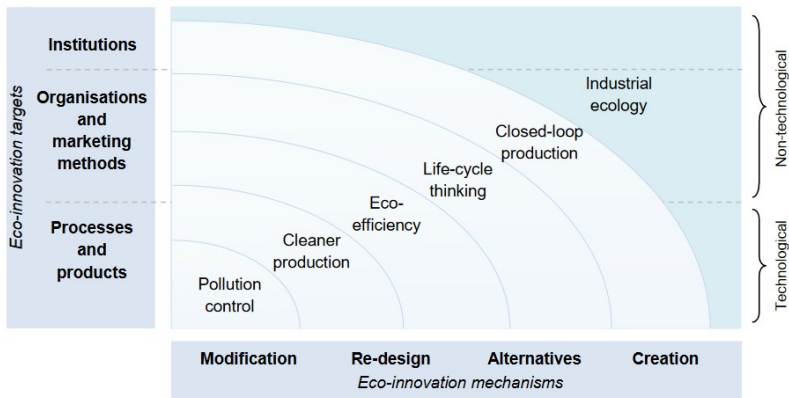 Eco-innovation targets
Institutions
Organisations
and
marketing
methods
Processes
and
products
Industrial
ecology
Closed-loop
production
Life-cycle
thinking
Eco-
efficiency
Cleaner
production
Pollution
control
Non-technological
Technological
Modification
Re-design
Alternatives
Creation
Eco-innovation mechanisms